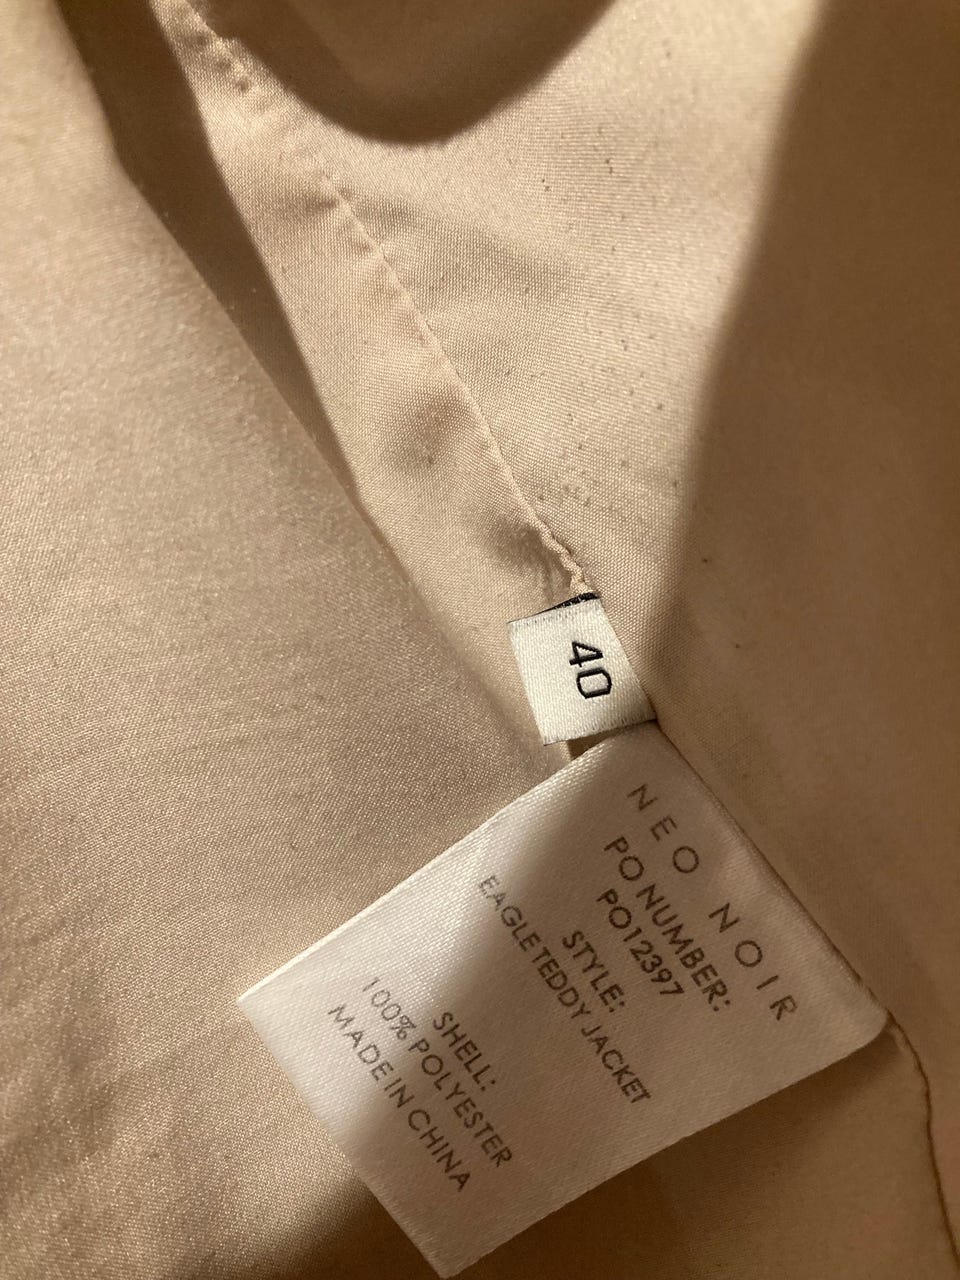 40
NEO NOIR
PO NUMBER:
PO12397
STYLE:
EAGLE TEDDY JACKET
SHELL:
100% POLYESTER
MADE IN CHINA